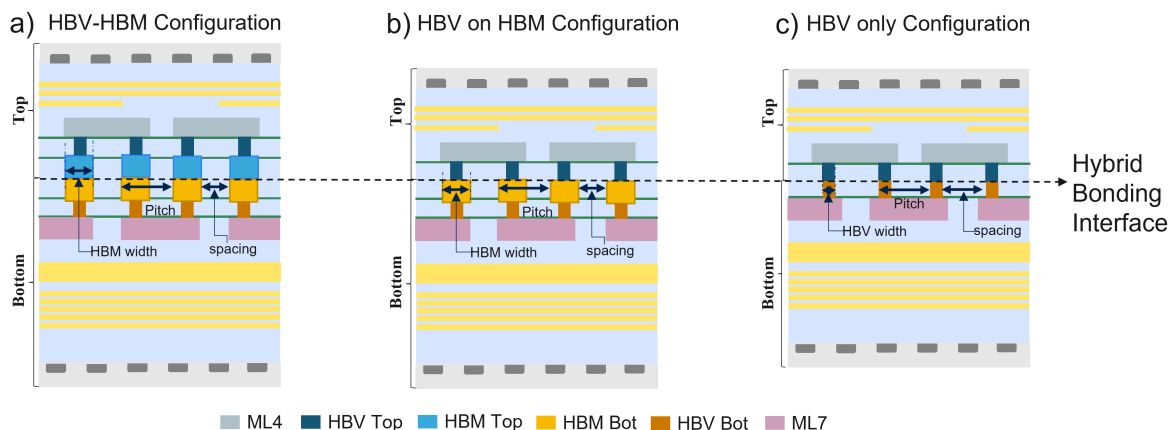 a) HBV-HBM Configuration
Top
Bottom
Pitch
HBM width
spacing
b) HBV on HBM Configuration
Top
Bottom
Pitch
HBM width
spacing
c) HBV only Configuration
Top
Bottom
Pitch
HBV width
spacing
Hybrid
Bonding
Interface
ML4 HBV Top HBM Top HBM Bot HBV Bot ML7